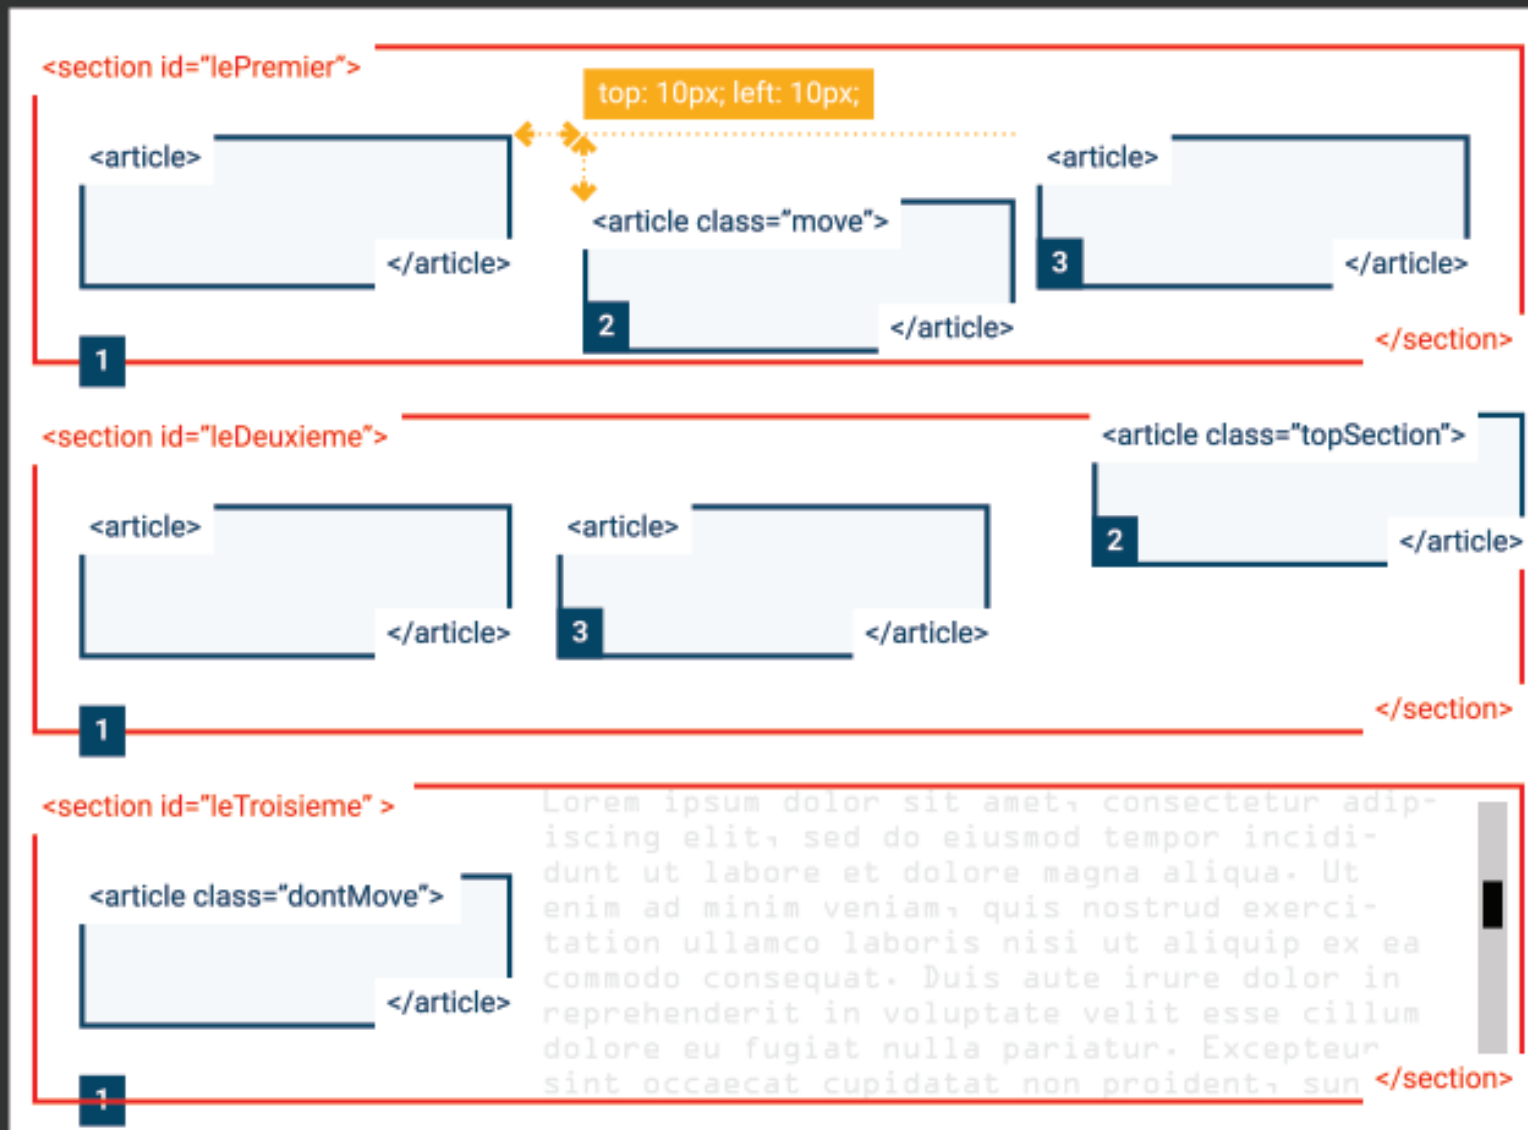 <section id="lePremier">
top: 10px; left: 10px;
<article>
<article>
<article class="move">
</article>
3
</article>
2
</article>
</section>
1
<section id="leDeuxieme">
<article class="topSection">
<article>
<article>
2
</article>
</article>
3
</article>
</section>
1
<section id="leTroisieme" >
Lorem ipsum dolor sit amet, consectetur adip-
iscing elit, sed do eiusmod tempor incidi-
dunt ut labore et dolore magna aliqua. Ut
<article class="dontMove">
enim ad minim veniam, quis nostrud exerci-
tation ullamco laboris nisi ut aliquip ex ea
commodo consequat. Duis aute irure dolor in
</article>
reprehenderit in voluptate velit esse cillum
dolore eu fugiat nulla pariatur. Excepteur
sint occaecat cupidatat non proident, sun
</section>
1